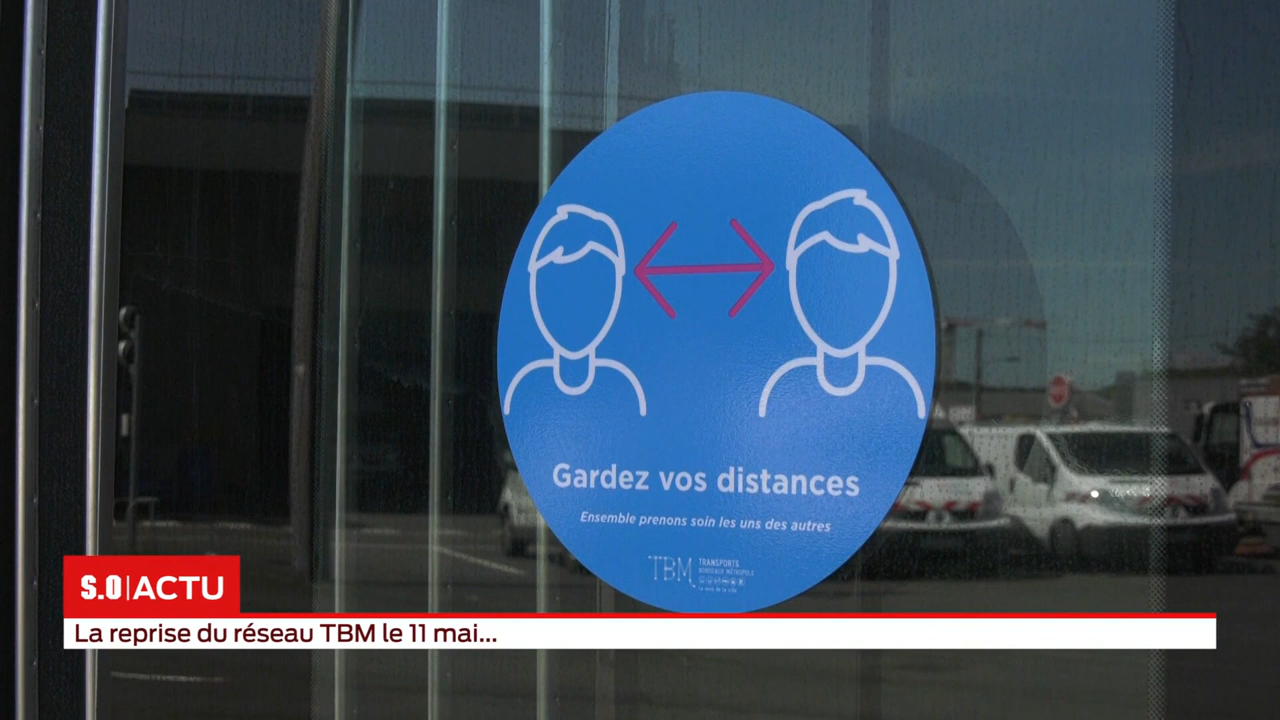 Gardez vos distances
Ensemble prenons soin les uns des autres
TBM
TRANSPORTS
BORDEAUX MÉTROPOLE
S.O|ACTU
La reprise du réseau TBM le 11 mai...